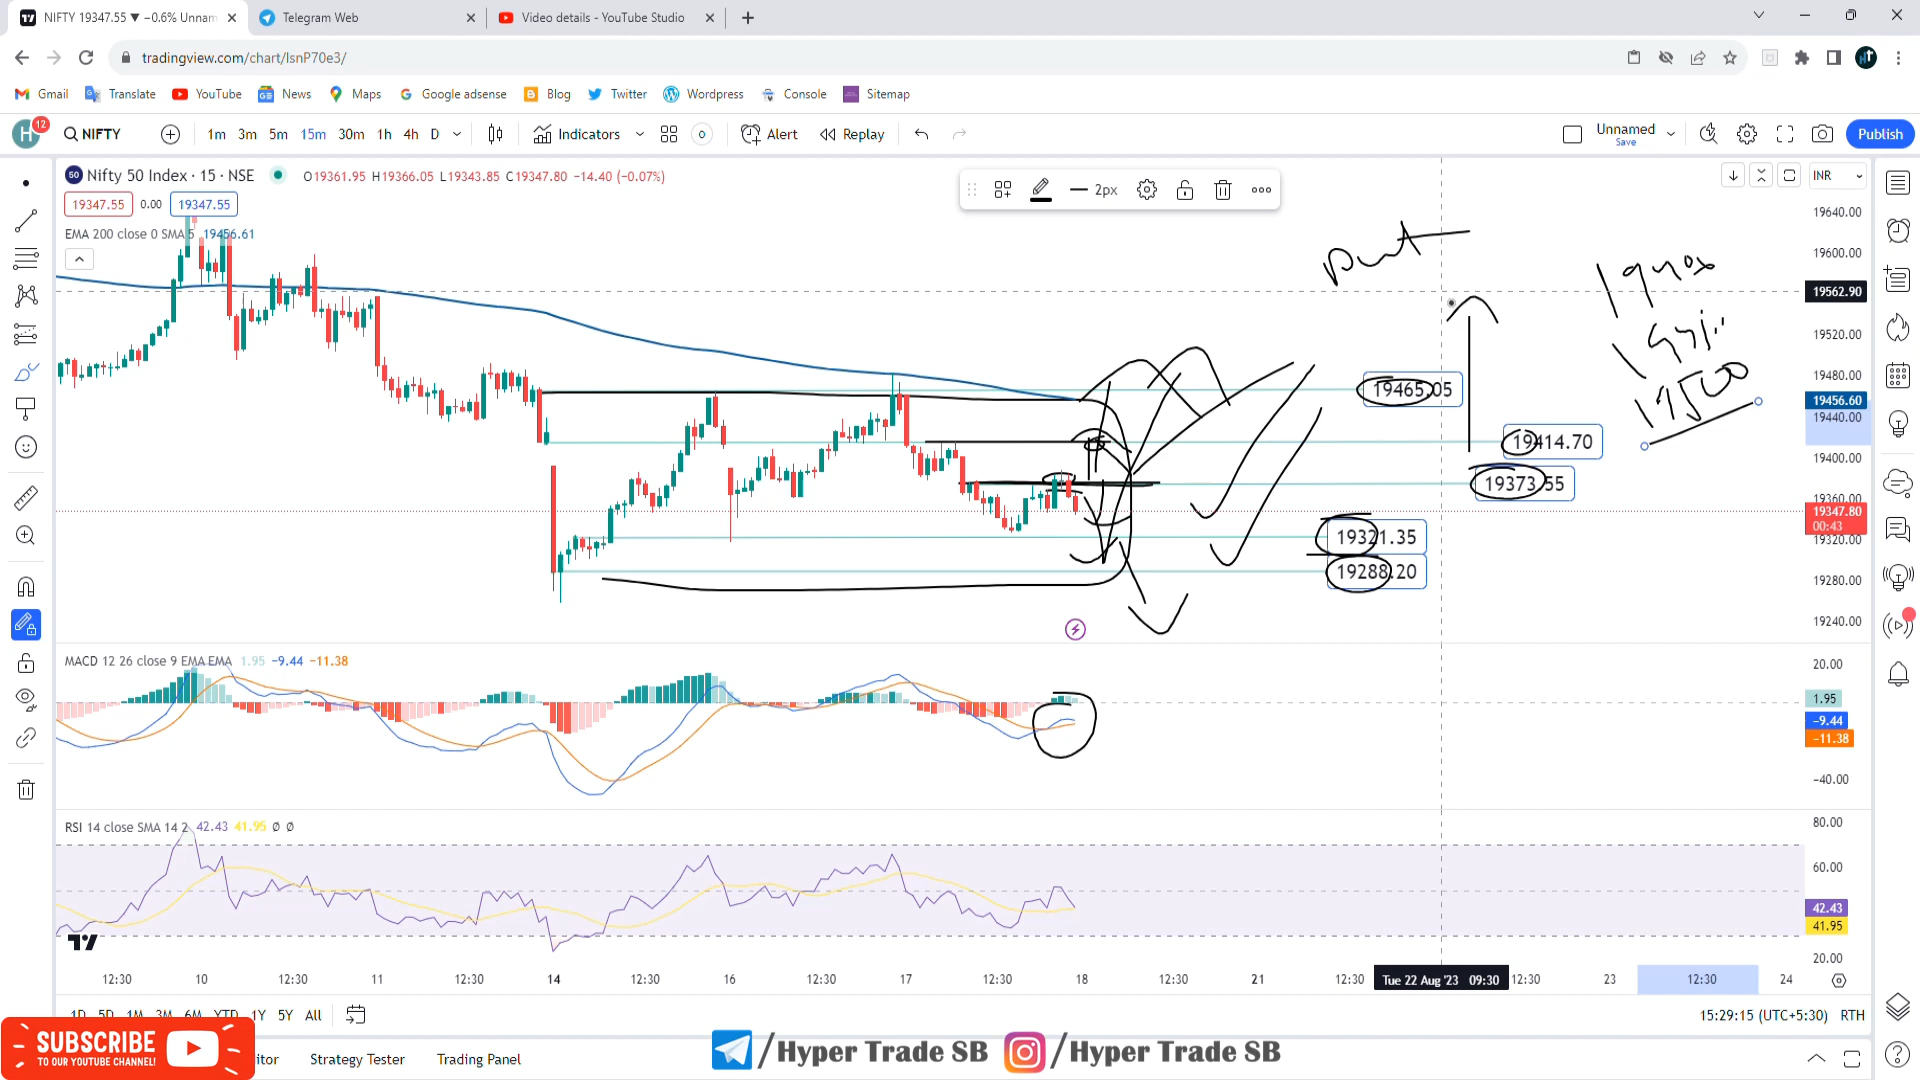 NIFTY 19347.55 ▼ −0.6% Unnam
Telegram Web
Video details - YouTube Studio
tradingview.com/chart/IsnP70e3/
Gmail Translate YouTube News Maps Google adsense Blog Twitter Wordpress Console Sitemap
H 12 NIFTY 1m 3m 5m 15m 30m 1h 4h D Indicators Alert Replay Unnamed Save Publish
50 Nifty 50 Index · 15 · NSE O19361.95 H19366.05 L19343.85 C19347.80 −14.40 (−0.07%)
2px
INR
19347.55 0.00 19347.55
EMA 200 close 0 SMA 5 19456.61
put
19400
19500
19465.05
19414.70
19373.55
19321.35
19288.20
19640.00
19600.00
19562.90
19520.00
19480.00
19456.60
19440.00
19400.00
19360.00
19347.80
00:43
19320.00
19280.00
19240.00
MACD 12 26 close 9 EMA EMA 1.95 −9.44 −11.38
20.00
1.95
−9.44
−11.38
−40.00
RSI 14 close SMA 14 2 42.43 41.95 Ø Ø
80.00
60.00
42.43
41.95
20.00
12:30 10 12:30 11 12:30 14 12:30 16 12:30 17 12:30 18 12:30 21 12:30 Tue 22 Aug '23 09:30 12:30 23 12:30 24
1D 5D 1M 3M 6M YTD 1Y 5Y All
15:29:15 (UTC+5:30) RTH
SUBSCRIBE
TO OUR YOUTUBE CHANNEL!
itor Strategy Tester Trading Panel
/Hyper Trade SB /Hyper Trade SB